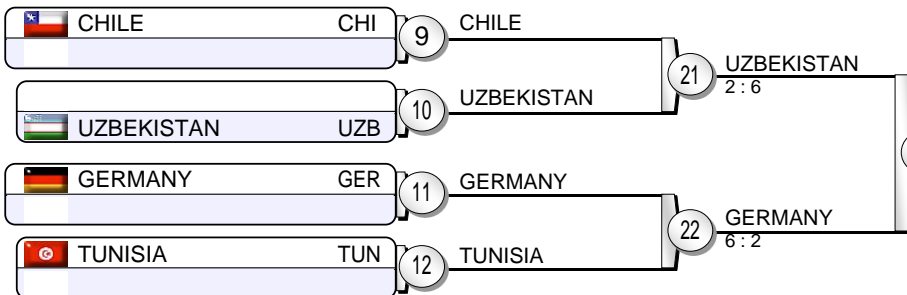 CHILE CHI
9
CHILE
21
UZBEKISTAN
2 : 6
10
UZBEKISTAN
UZBEKISTAN UZB
GERMANY GER
11
GERMANY
22
GERMANY
6 : 2
TUNISIA TUN
12
TUNISIA